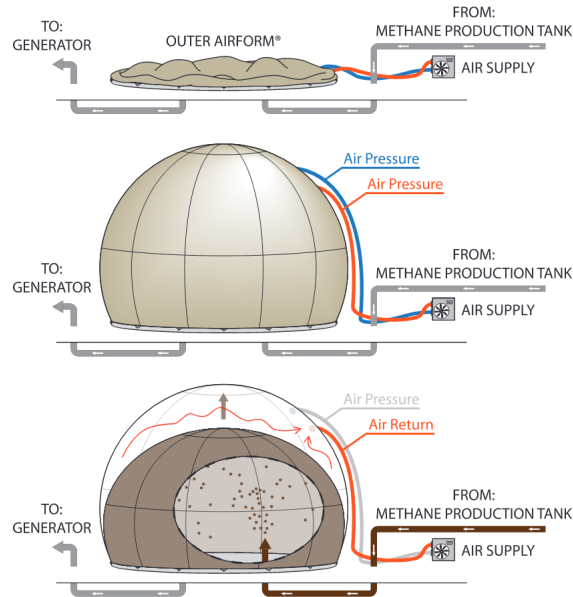 TO:
GENERATOR
OUTER AIRFORM®
FROM:
METHANE PRODUCTION TANK
AIR SUPPLY
Air Pressure
Air Pressure
TO:
GENERATOR
FROM:
METHANE PRODUCTION TANK
AIR SUPPLY
Air Pressure
Air Return
TO:
GENERATOR
FROM:
METHANE PRODUCTION TANK
AIR SUPPLY